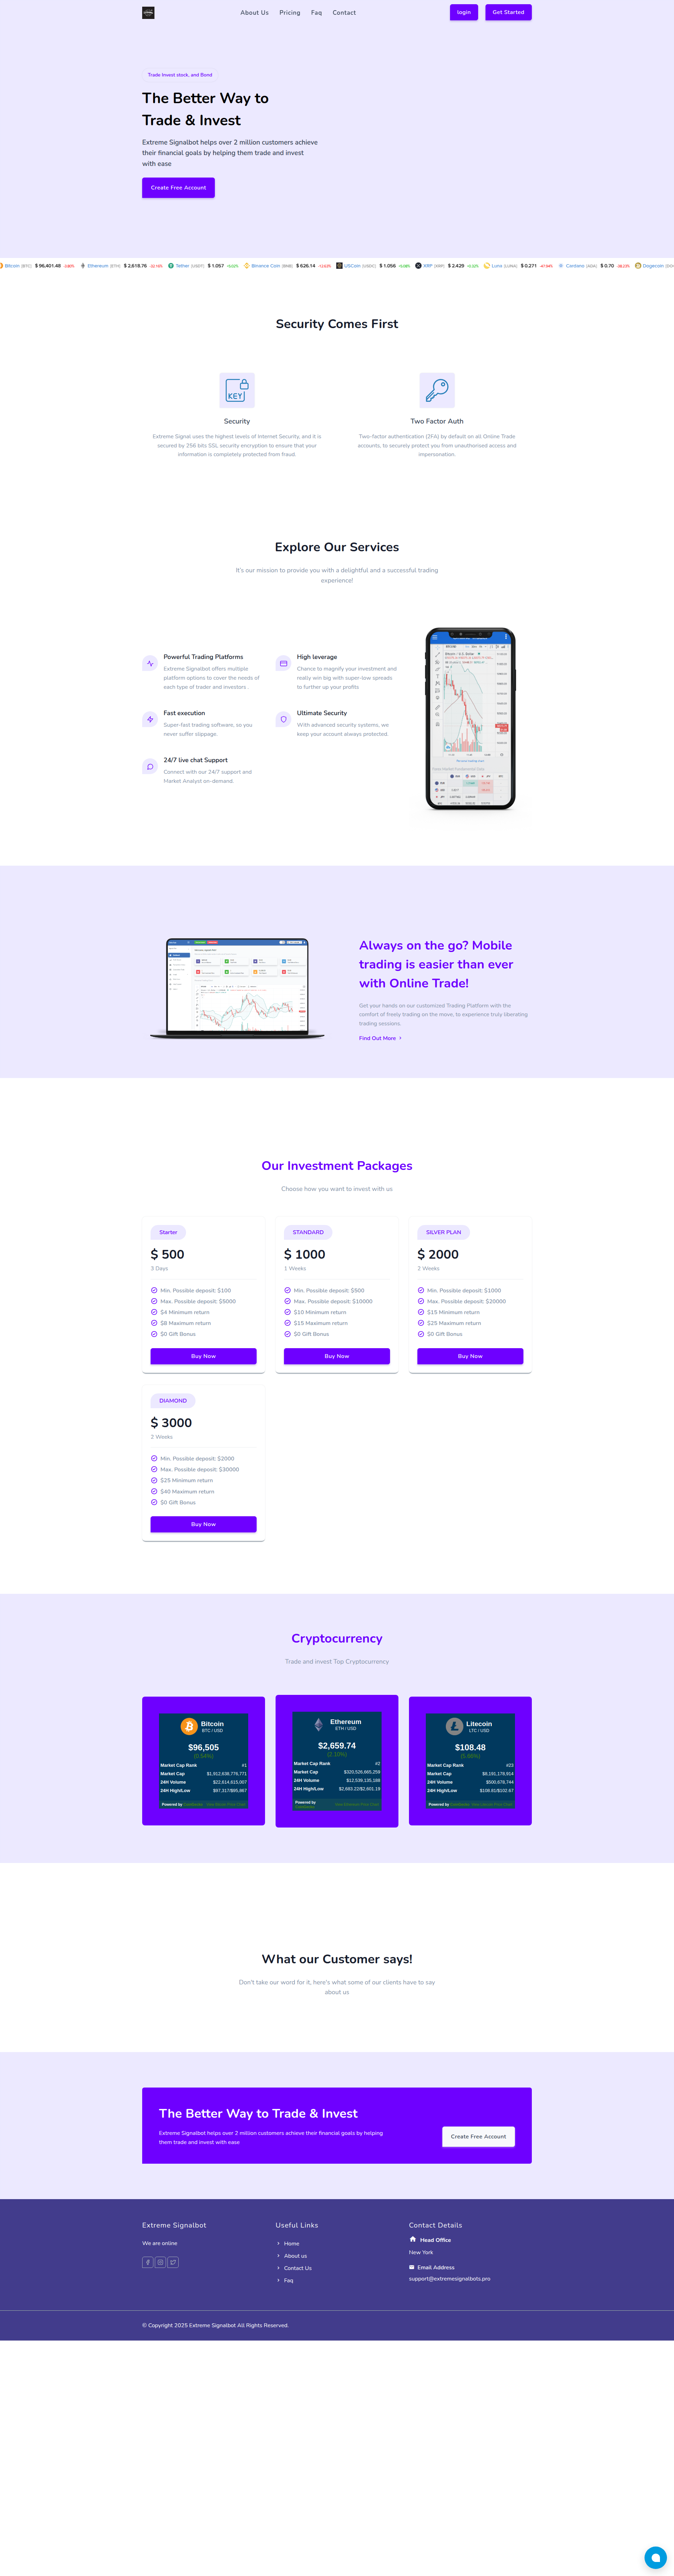 About Us Pricing Faq Contact login Get Started
Trade Invest stock, and Bond
The Better Way to
Trade & Invest
Extreme Signalbot helps over 2 million customers achieve
their financial goals by helping them trade and invest
with ease
Create Free Account
Bitcoin (BTC) $ 96,401.48 Ethereum (ETH) $ 2,618.76 Tether (USDT) $ 1.057 Binance Coin (BNB) $ 626.14 USCoin (USDC) $ 1.056 XRP (XRP) $ 2.429 Luna (LUNA) $ 0.271 Cardano (ADA) $ 0.70 Dogecoin
Security Comes First
Security
Extreme Signal uses the highest levels of Internet Security, and it is
secured by 256 bits SSL security encryption to ensure that your
information is completely protected from fraud.
Two Factor Auth
Two-factor authentication (2FA) by default on all Online Trade
accounts, to securely protect you from unauthorised access and
impersonation.
Explore Our Services
It's our mission to provide you with a delightful and a successful trading
experience!
Powerful Trading Platforms
Extreme Signalbot offers multiple
platform options to cover the needs of
each type of trader and investors .
High leverage
Chance to magnify your investment and
really win big with super-low spreads
to further up your profits
Fast execution
Super-fast trading software, so you
never suffer slippage.
Ultimate Security
With advanced security systems, we
keep your account always protected.
24/7 live chat Support
Connect with our 24/7 support and
Market Analyst on-demand.
Always on the go? Mobile
trading is easier than ever
with Online Trade!
Get your hands on our customized Trading Platform with the
comfort of freely trading on the move, to experience truly liberating
trading sessions.
Find Out More
Our Investment Packages
Choose how you want to invest with us
Starter
$ 500
3 Days
Min. Possible deposit: $100
Max. Possible deposit: $5000
$4 Minimum return
$8 Maximum return
$0 Gift Bonus
Buy Now
STANDARD
$ 1000
1 Weeks
Min. Possible deposit: $500
Max. Possible deposit: $10000
$10 Minimum return
$15 Maximum return
$0 Gift Bonus
Buy Now
SILVER PLAN
$ 2000
2 Weeks
Min. Possible deposit: $1000
Max. Possible deposit: $20000
$15 Minimum return
$25 Maximum return
$0 Gift Bonus
Buy Now
DIAMOND
$ 3000
2 Weeks
Min. Possible deposit: $2000
Max. Possible deposit: $30000
$25 Minimum return
$40 Maximum return
$0 Gift Bonus
Buy Now
Cryptocurrency
Trade and invest Top Cryptocurrency
Bitcoin
BTC / USD
$96,505
Market Cap Rank #1
Market Cap $1,912,638,776,771
24H Volume $22,614,615,007
24H High/Low $97,317/$95,867
Powered by
Ethereum
ETH / USD
$2,659.74
Market Cap Rank #2
Market Cap $320,526,665,259
24H Volume $12,539,135,188
24H High/Low $2,683.22/$2,601.19
Powered by
Litecoin
LTC / USD
$108.48
Market Cap Rank #23
Market Cap $8,191,178,914
24H Volume $500,678,744
24H High/Low $108.81/$102.67
Powered by
What our Customer says!
Don't take our word for it, here's what some of our clients have to say
about us
The Better Way to Trade & Invest
Extreme Signalbot helps over 2 million customers achieve their financial goals by helping
them trade and invest with ease
Create Free Account
Extreme Signalbot
We are online
Useful Links
Home
About us
Contact Us
Faq
Contact Details
Head Office
New York
Email Address
support@extremesignalbots.pro
© Copyright 2025 Extreme Signalbot All Rights Reserved.